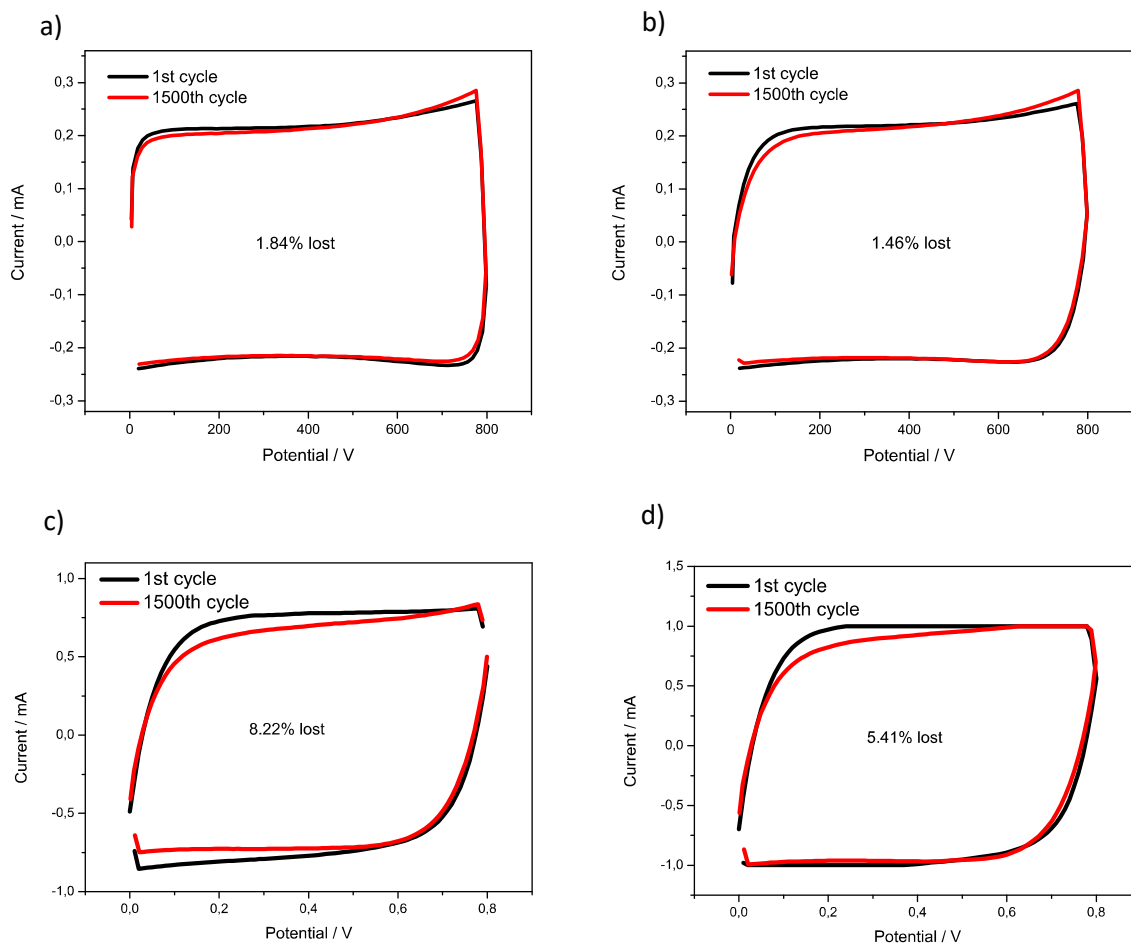 a)
0,3
0,2
0,1
0,0
-0,1
-0,2
-0,3
Current / mA
1st cycle
1500th cycle
1.84% lost
0
200
400
600
800
Potential / V
b)
0,3
0,2
0,1
0,0
-0,1
-0,2
-0,3
Current / mA
1st cycle
1500th cycle
1.46% lost
0
200
400
600
800
Potential / V
c)
1,0
0,5
0,0
-0,5
-1,0
Current / mA
1st cycle
1500th cycle
8.22% lost
0,0
0,2
0,4
0,6
0,8
Potential / V
d)
1,5
1,0
0,5
0,0
-0,5
-1,0
Current / mA
1st cycle
1500th cycle
5.41% lost
0,0
0,2
0,4
0,6
0,8
Potential / V